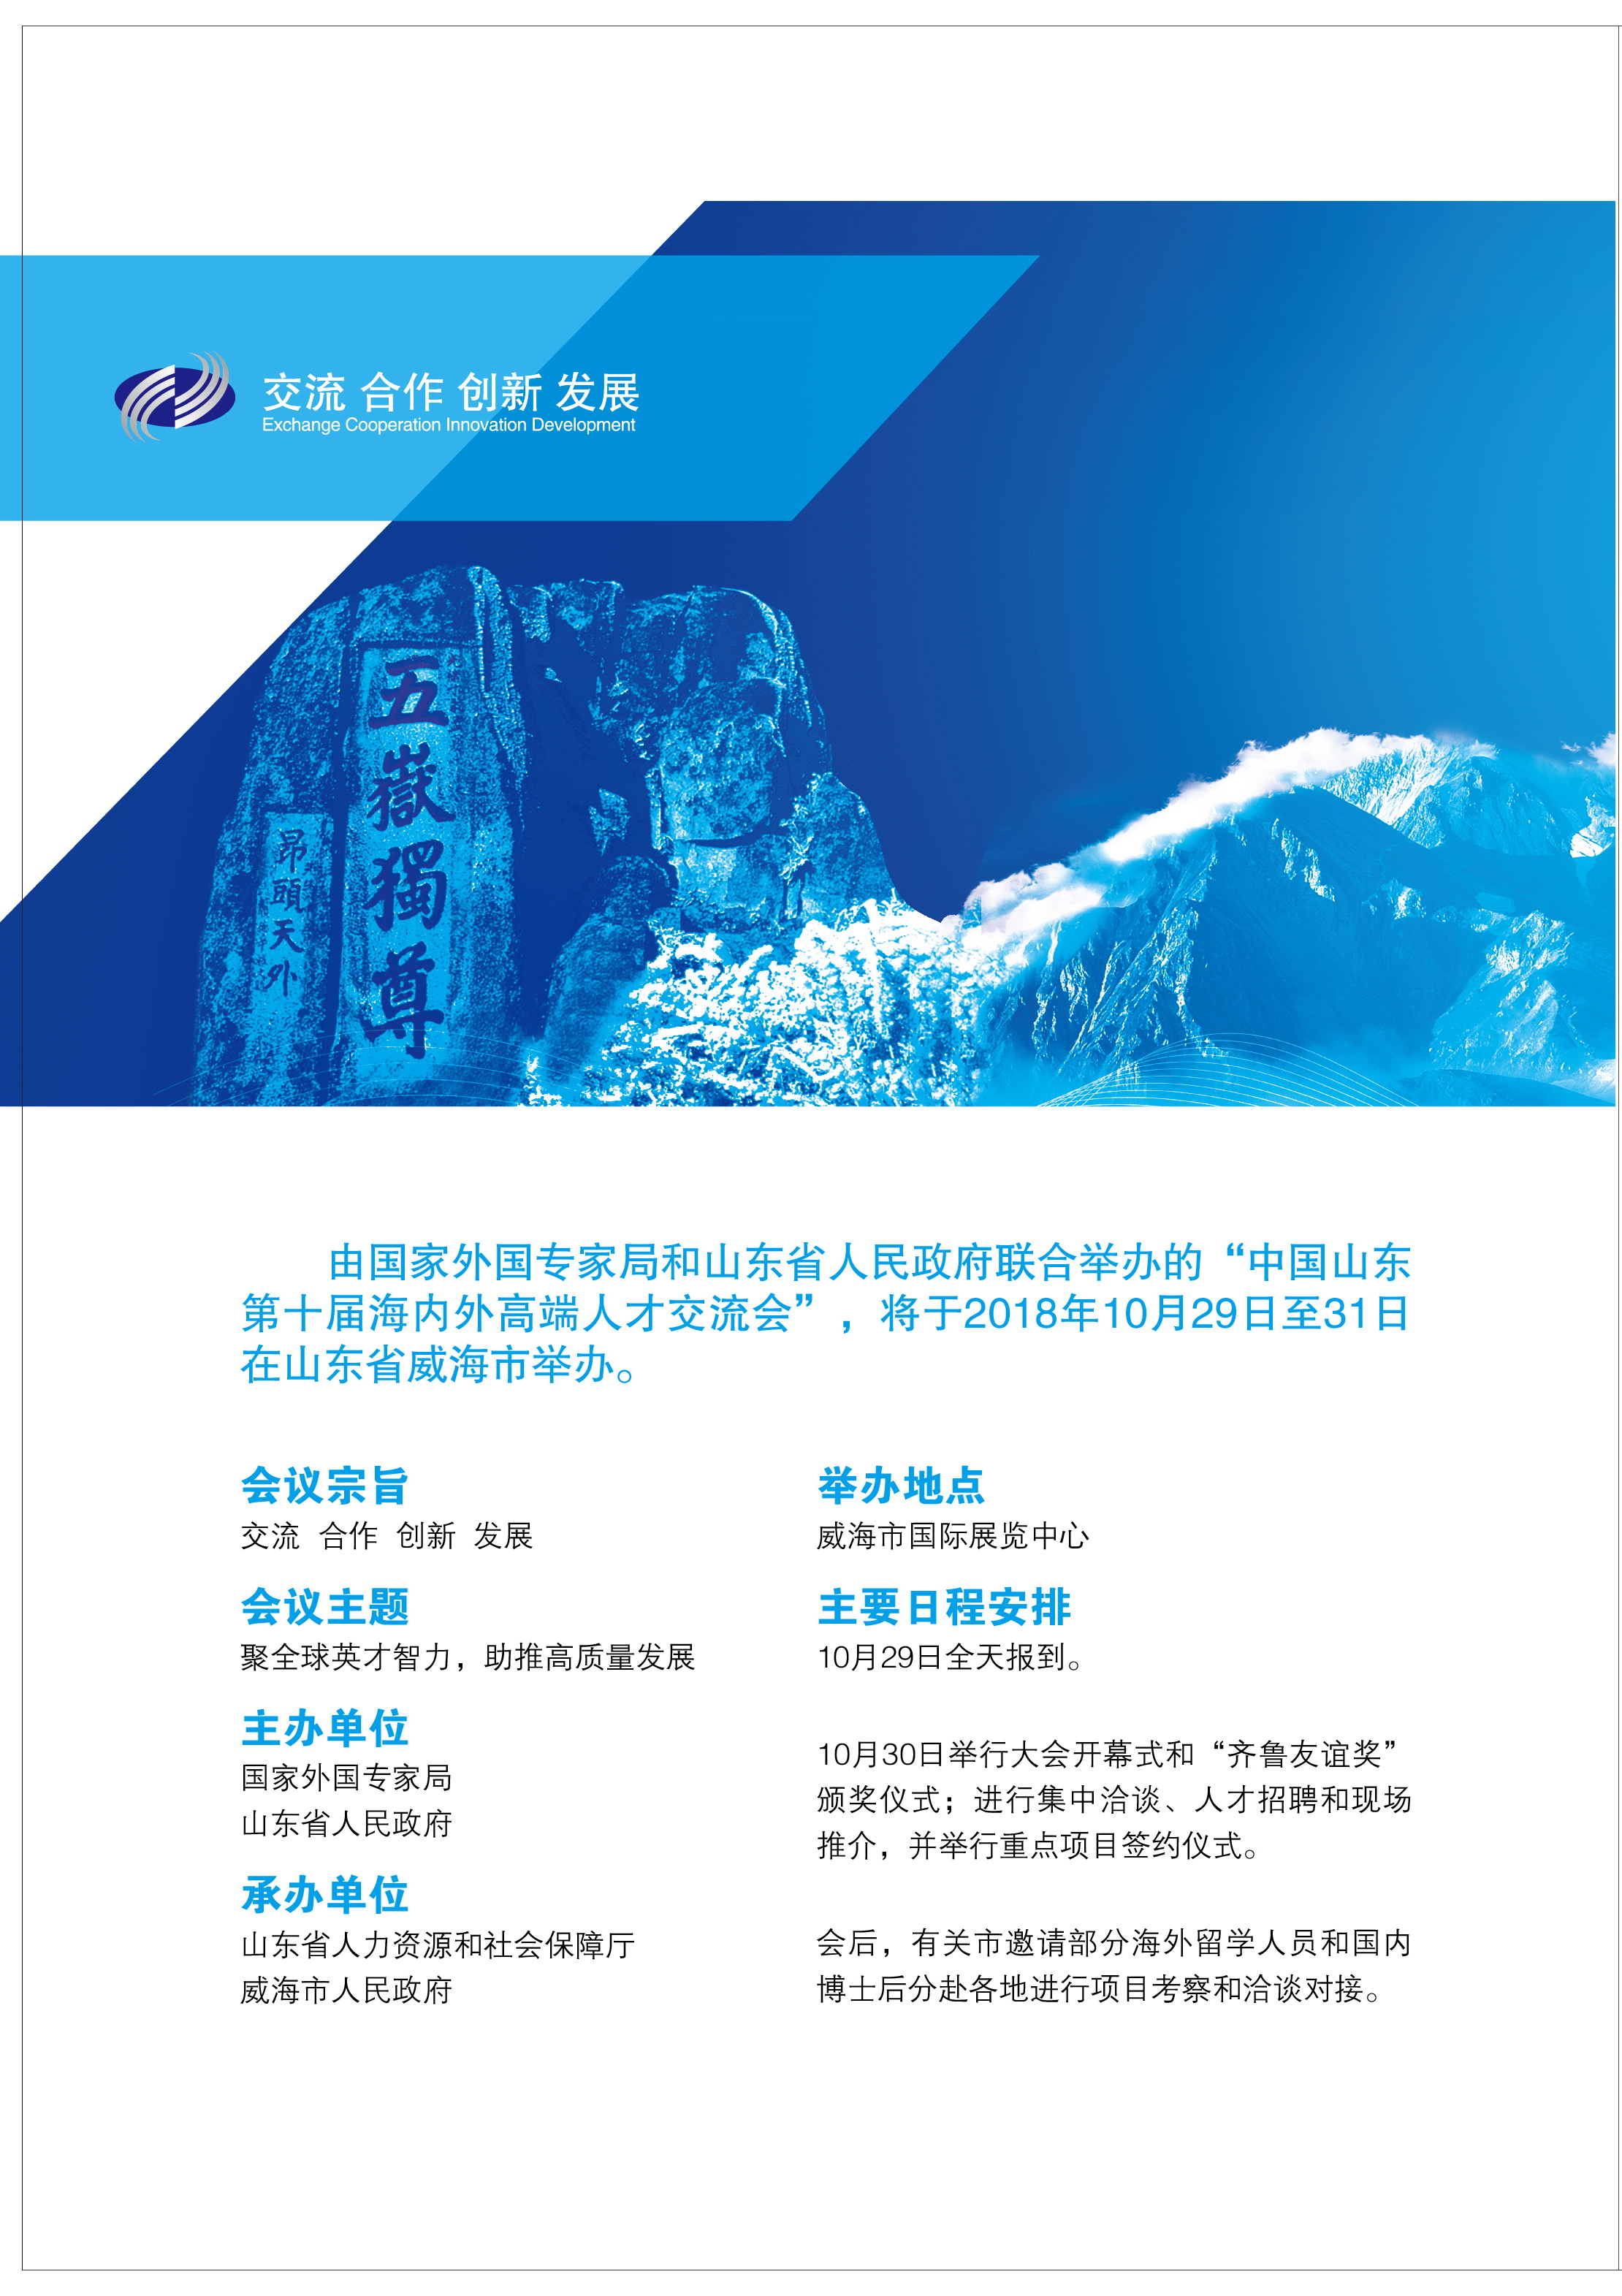 交流 合作 创新 发展
Exchange Cooperation Innovation Development
五嶽獨尊
昂頭天外
由国家外国专家局和山东省人民政府联合举办的“中国山东
第十届海内外高端人才交流会”，将于2018年10月29日至31日
在山东省威海市举办。
会议宗旨
交流 合作 创新 发展
会议主题
聚全球英才智力，助推高质量发展
主办单位
国家外国专家局
山东省人民政府
承办单位
山东省人力资源和社会保障厅
威海市人民政府
举办地点
威海市国际展览中心
主要日程安排
10月29日全天报到。
10月30日举行大会开幕式和“齐鲁友谊奖”
颁奖仪式；进行集中洽谈、人才招聘和现场
推介，并举行重点项目签约仪式。
会后，有关市邀请部分海外留学人员和国内
博士后分赴各地进行项目考察和洽谈对接。